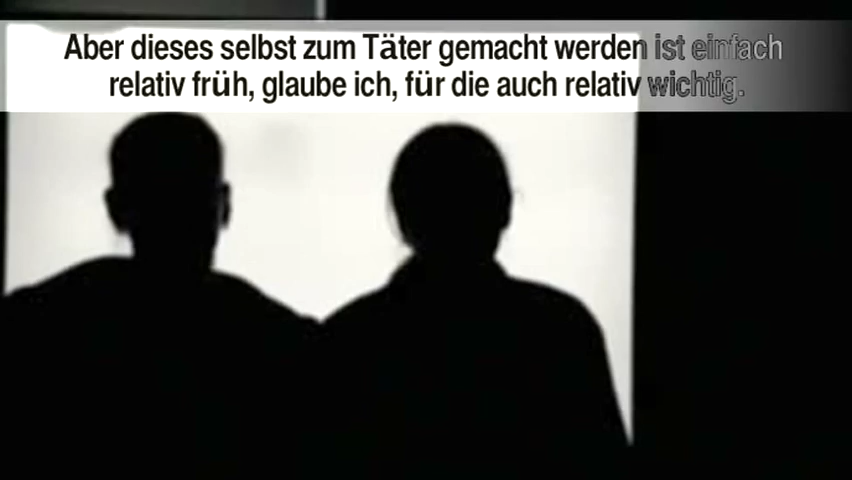 Aber dieses selbst zum Täter gemacht werden ist einfach
relativ früh, glaube ich, für die auch relativ wichtig.